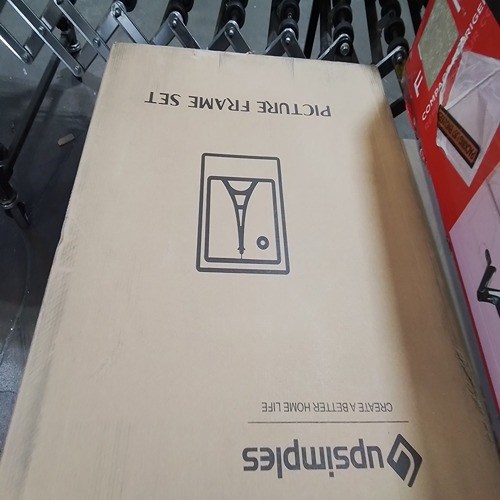 upsimples
CREATE A BETTER HOME LIFE
PICTURE FRAME SET